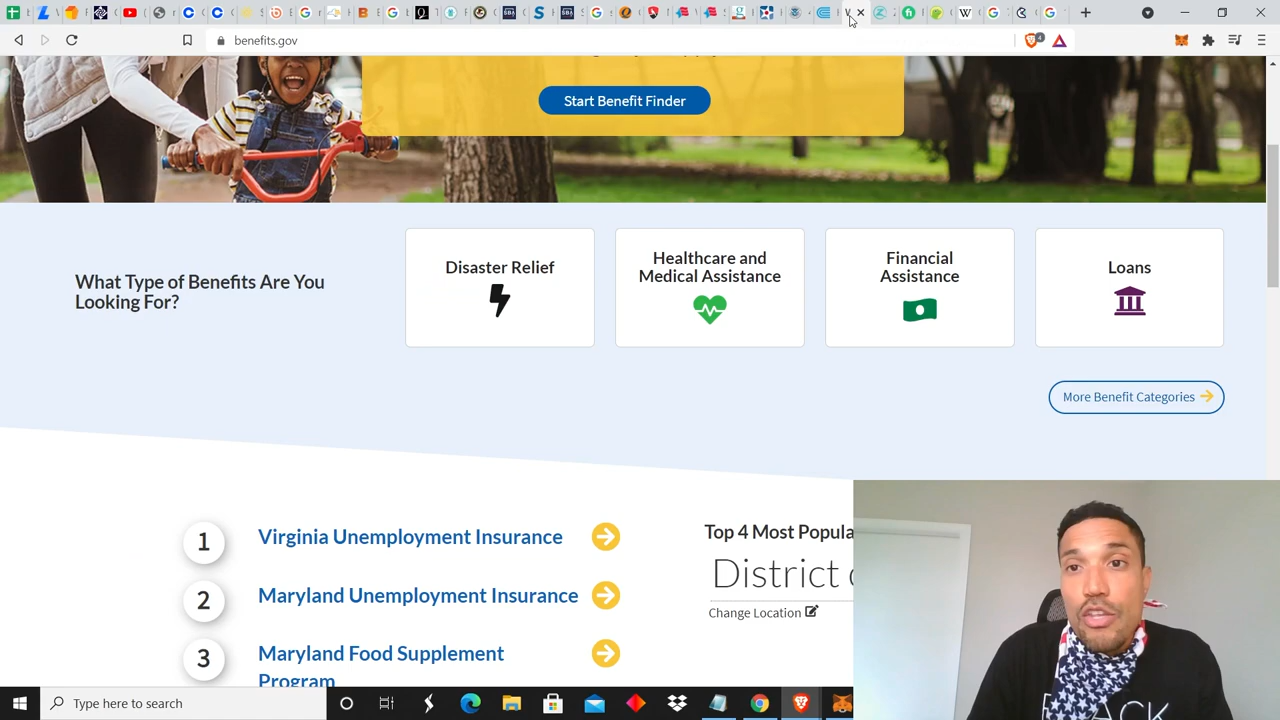 benefits.gov
4
Start Benefit Finder
What Type of Benefits Are You
Looking For?
Disaster Relief
Healthcare and
Medical Assistance
Financial
Assistance
Loans
More Benefit Categories
1
Virginia Unemployment Insurance
2
Maryland Unemployment Insurance
3
Maryland Food Supplement
Program
Top 4 Most Popula
District
Change Location
Type here to search